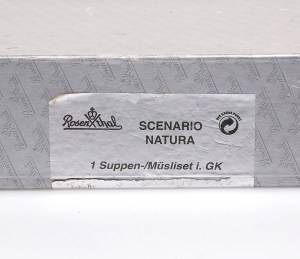 Rosenthal
SCENARIO
NATURA
1 Suppen-/Müsliset i. GK